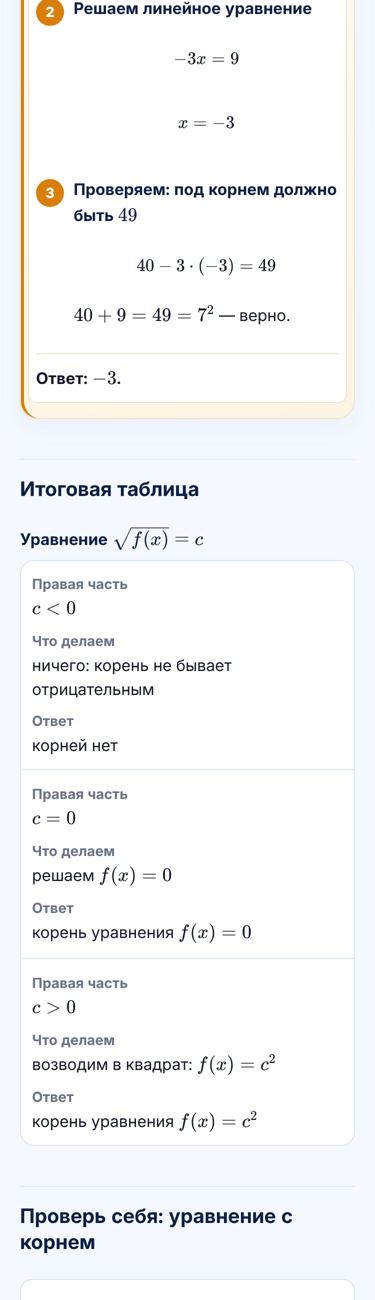 2 Решаем линейное уравнение
−3x = 9
x = −3
3 Проверяем: под корнем должно
быть 49
40 − 3 · (−3) = 49
40 + 9 = 49 = 7² — верно.
Ответ: −3.
Итоговая таблица
Уравнение √f(x) = c
Правая часть
c < 0
Что делаем
ничего: корень не бывает
отрицательным
Ответ
корней нет
Правая часть
c = 0
Что делаем
решаем f(x) = 0
Ответ
корень уравнения f(x) = 0
Правая часть
c > 0
Что делаем
возводим в квадрат: f(x) = c²
Ответ
корень уравнения f(x) = c²
Проверь себя: уравнение с
корнем